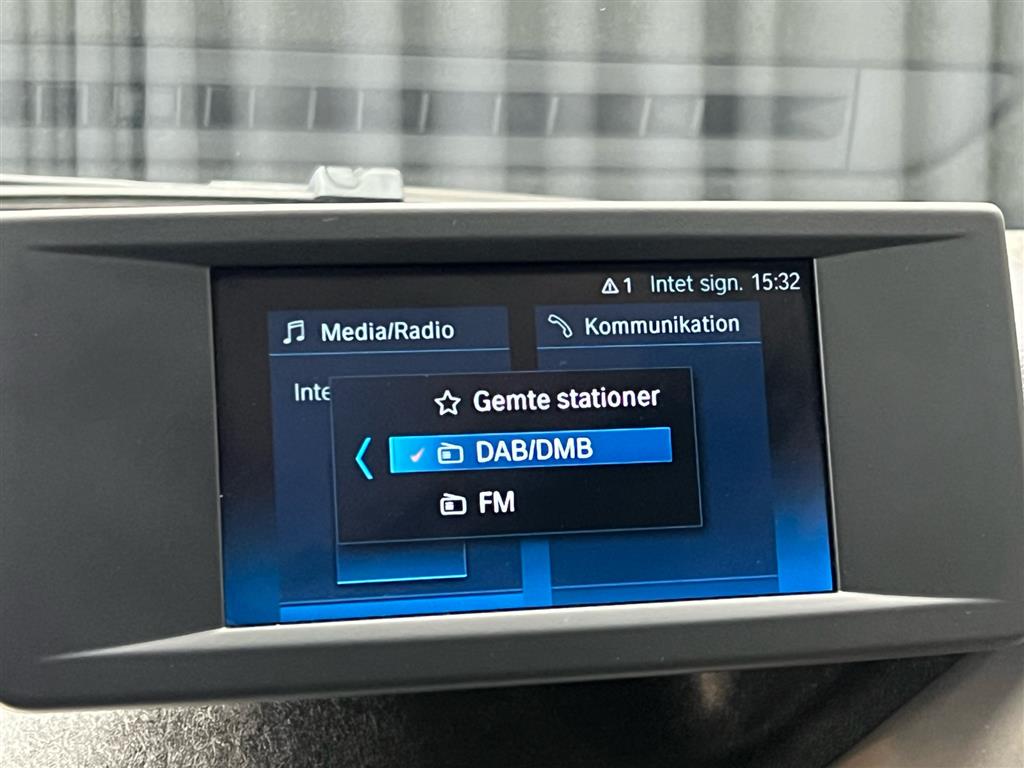 1 Intet sign. 15:32
Media/Radio
Kommunikation
Inte
Gemte stationer
DAB/DMB
FM